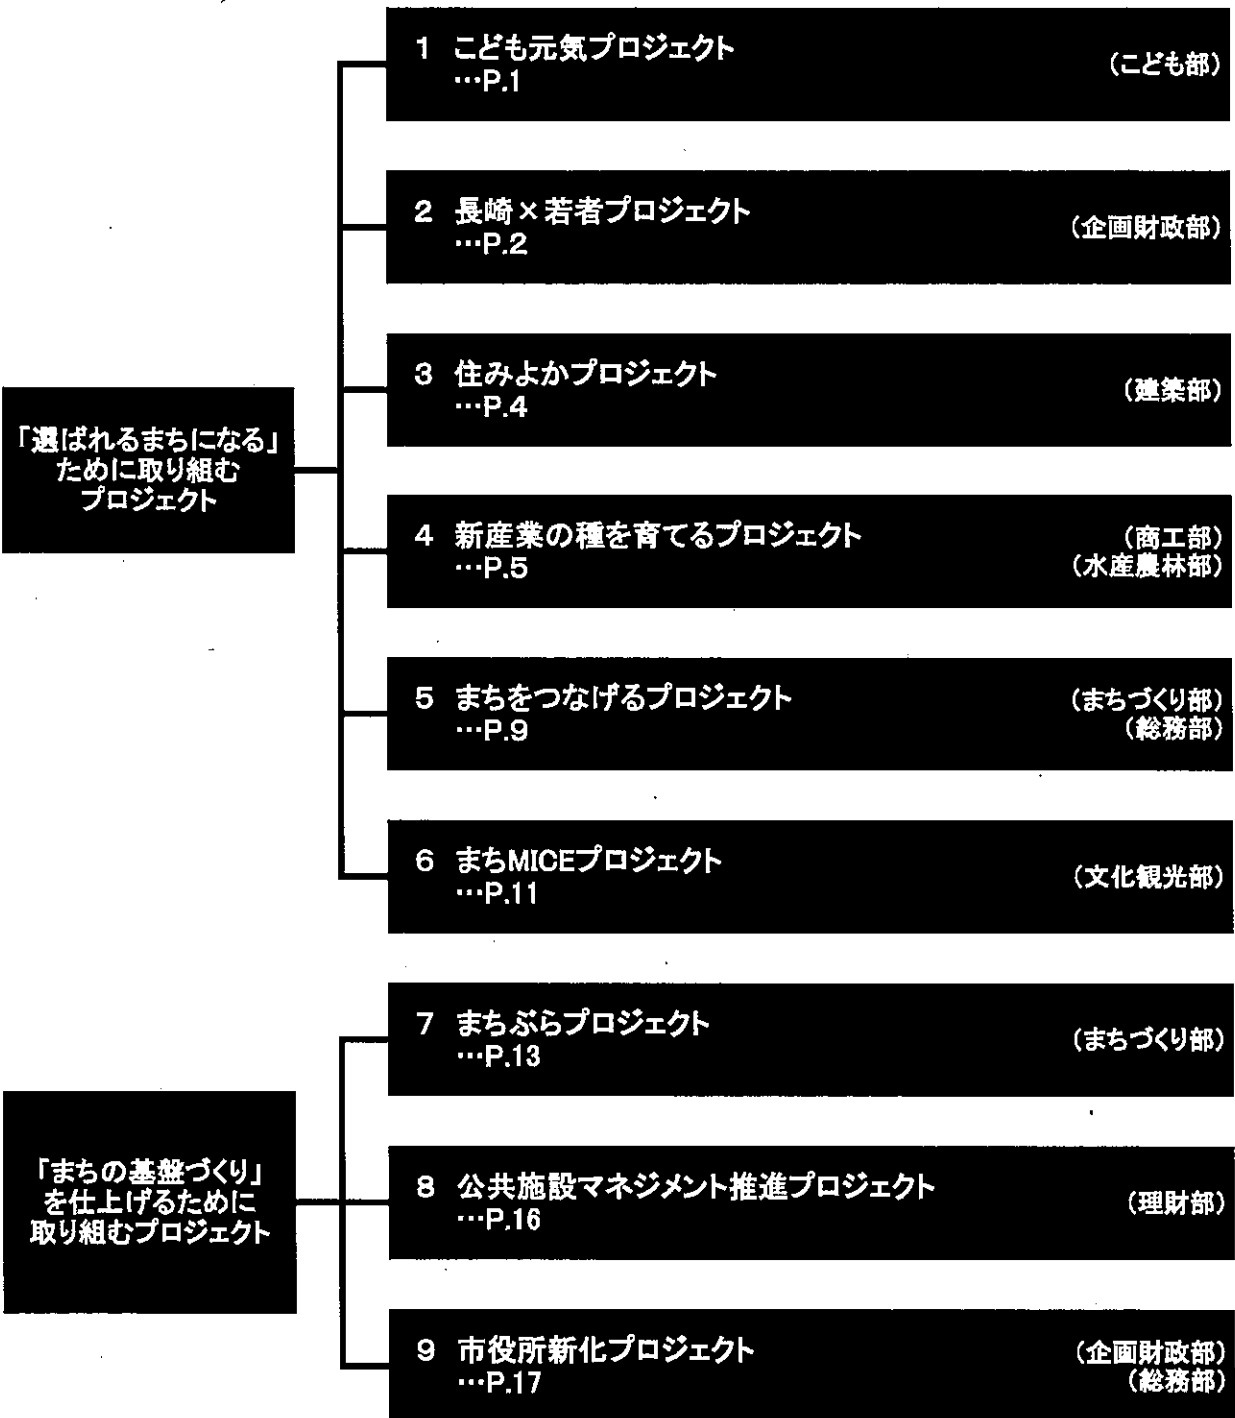 「選ばれるまちになる」
ために取り組む
プロジェクト
1 こども元気プロジェクト
…P.1
(こども部)
2 長崎×若者プロジェクト
…P.2
(企画財政部)
3 住みよかプロジェクト
…P.4
(建築部)
4 新産業の種を育てるプロジェクト
…P.5
(商工部)
(水産農林部)
5 まちをつなげるプロジェクト
…P.9
(まちづくり部)
(総務部)
6 まちMICEプロジェクト
…P.11
(文化観光部)
「まちの基盤づくり」
を仕上げるために
取り組むプロジェクト
7 まちぶらプロジェクト
…P.13
(まちづくり部)
8 公共施設マネジメント推進プロジェクト
…P.16
(理財部)
9 市役所新化プロジェクト
…P.17
(企画財政部)
(総務部)